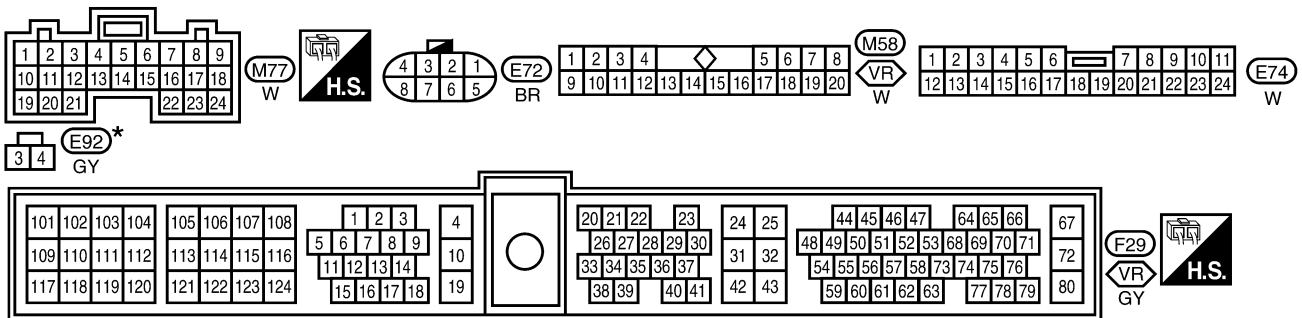 1 2 3 4 5 6 7 8 9
10 11 12 13 14 15 16 17 18
19 20 21 22 23 24
M77
W
H.S.
4 3 2 1
8 7 6 5
E72
BR
1 2 3 4 5 6 7 8
9 10 11 12 13 14 15 16 17 18 19 20
M58
VR
W
1 2 3 4 5 6 7 8 9 10 11
12 13 14 15 16 17 18 19 20 21 22 23 24
E74
W
3 4
E92 *
GY
101 102 103 104 105 106 107 108 1 2 3 4 20 21 22 23 24 25 44 45 46 47 64 65 66 67
5 6 7 8 9 26 27 28 29 30 48 49 50 51 52 53 68 69 70 71
109 110 111 112 113 114 115 116 10 31 32 72
11 12 13 14 33 34 35 36 37 54 55 56 57 58 73 74 75 76
117 118 119 120 121 122 123 124 15 16 17 18 19 38 39 40 41 42 43 59 60 61 62 63 77 78 79 80
F29
VR
GY
H.S.